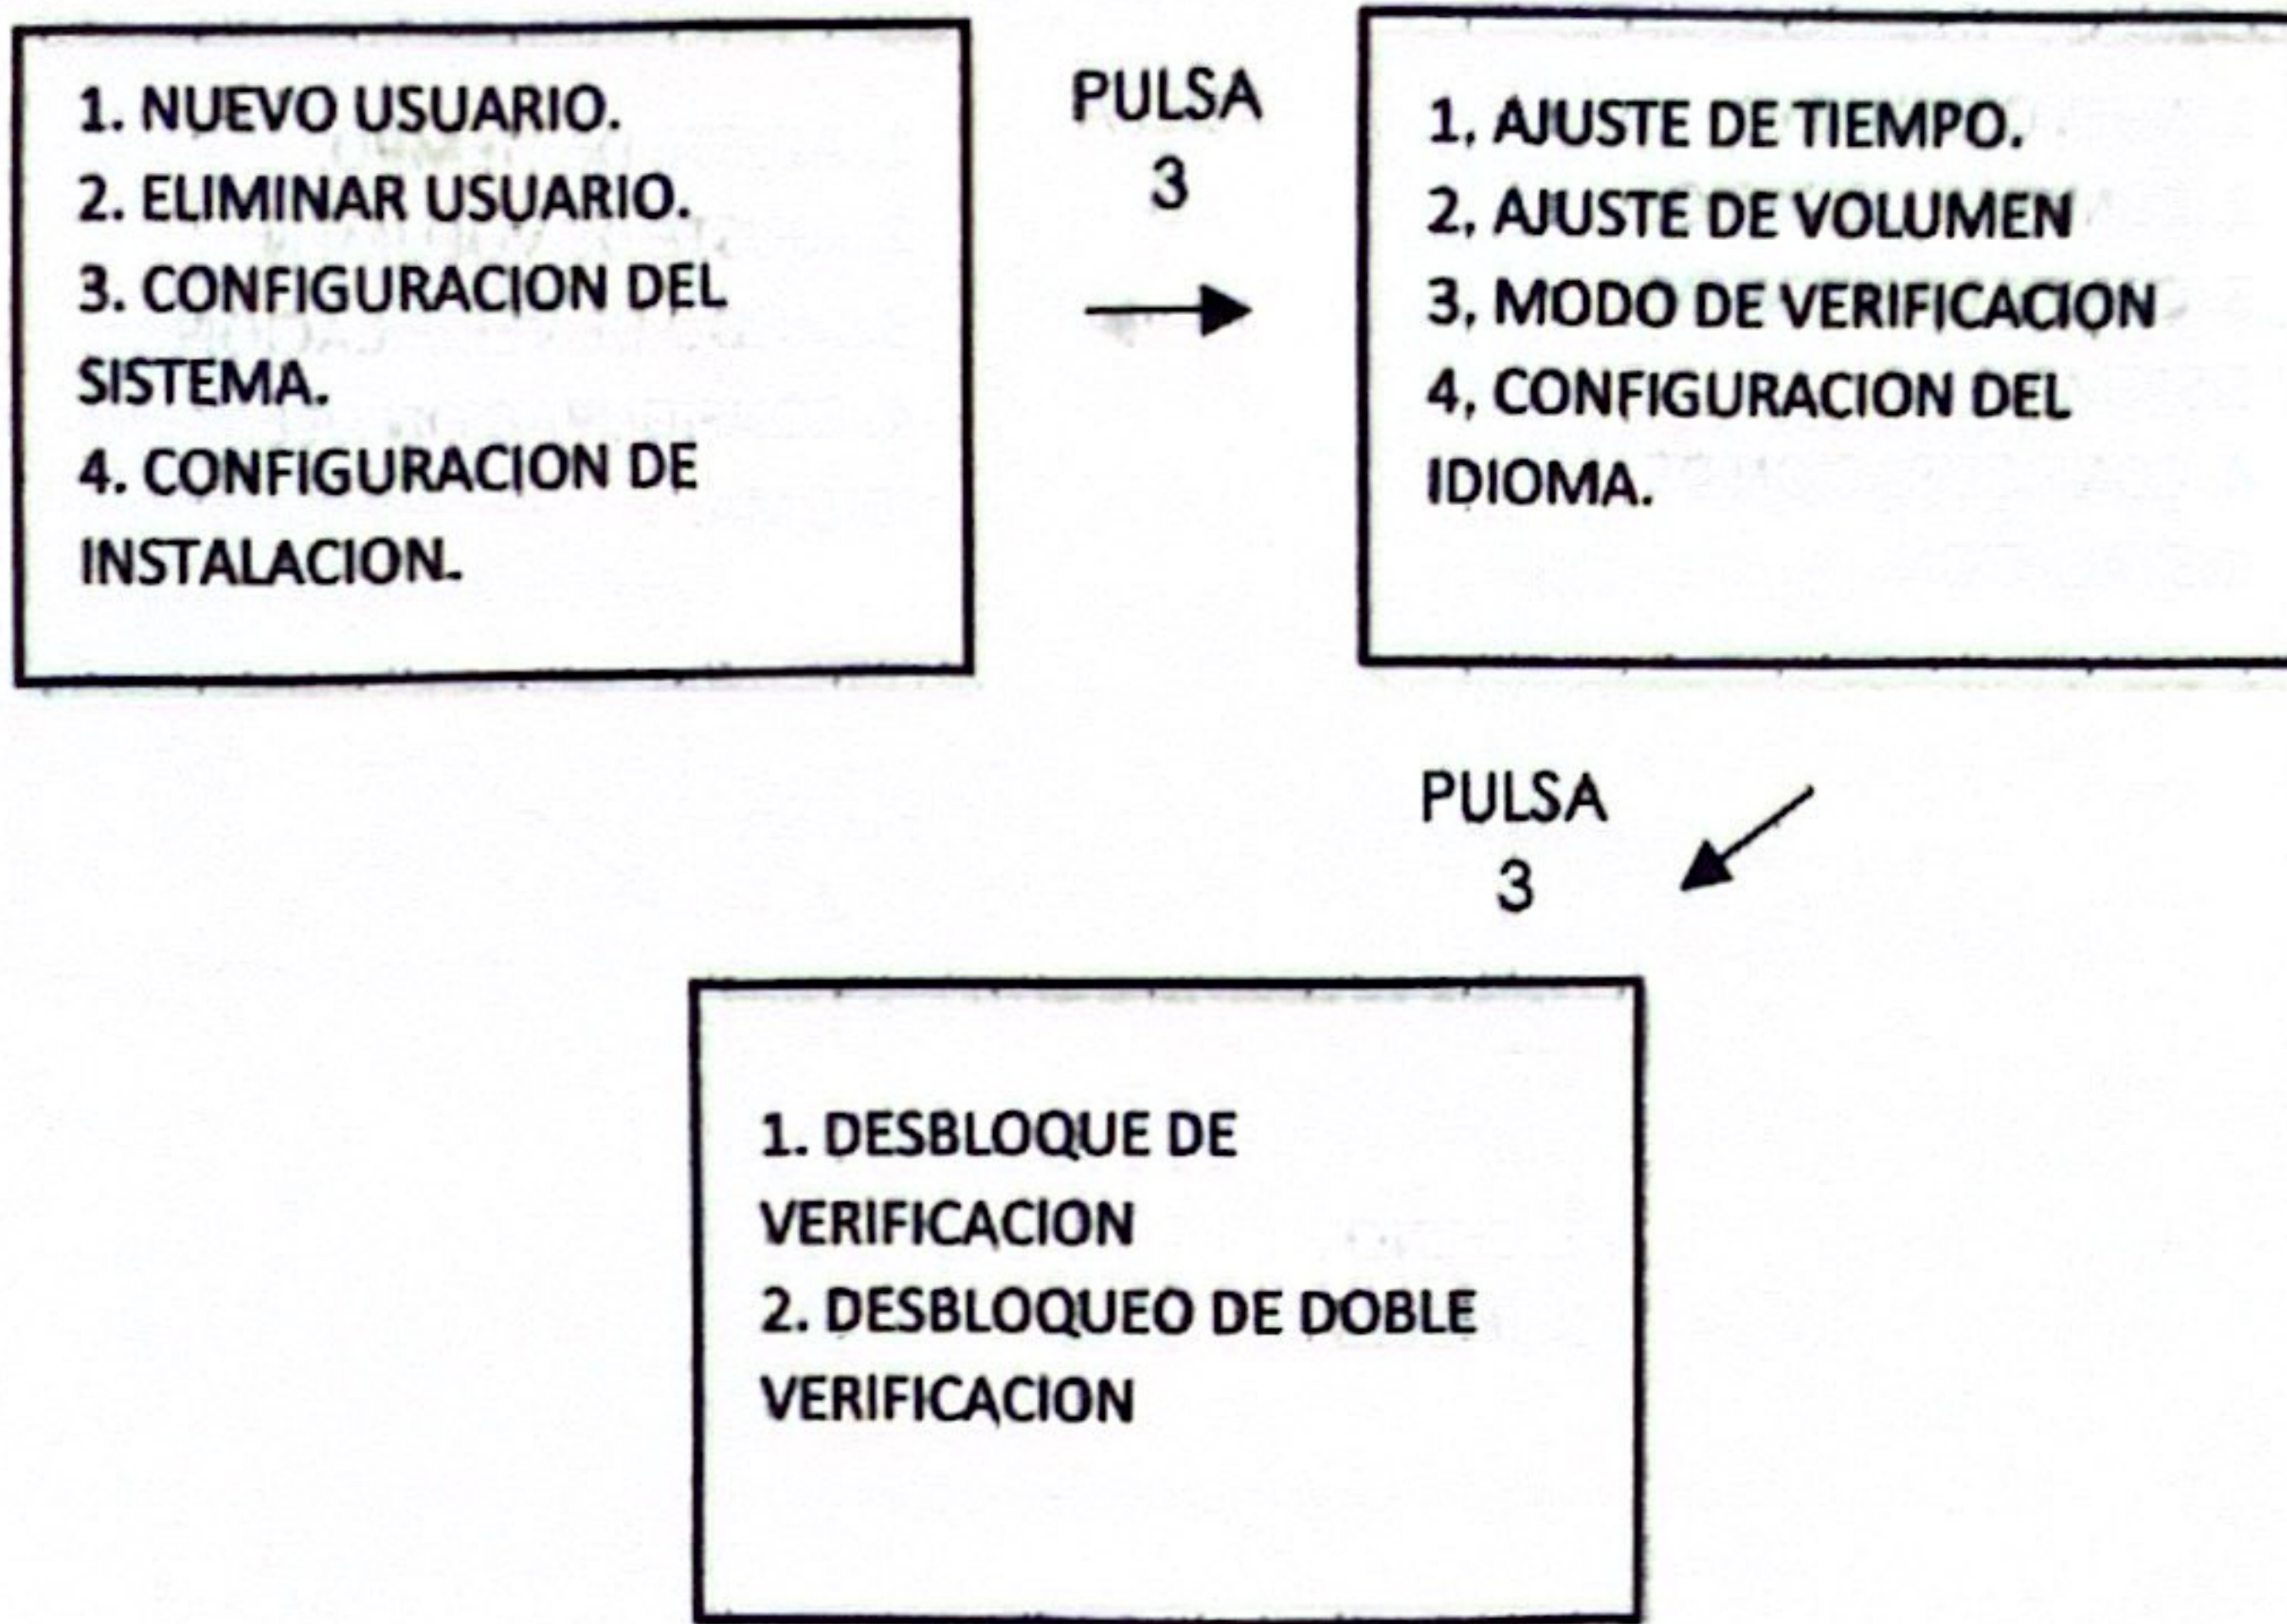 1. NUEVO USUARIO.
2. ELIMINAR USUARIO.
3. CONFIGURACION DEL
SISTEMA.
4. CONFIGURACION DE
INSTALACION.
PULSA
3
1, AJUSTE DE TIEMPO.
2, AJUSTE DE VOLUMEN
3, MODO DE VERIFICACION
4, CONFIGURACION DEL
IDIOMA.
PULSA
3
1. DESBLOQUE DE
VERIFICACION
2. DESBLOQUEO DE DOBLE
VERIFICACION